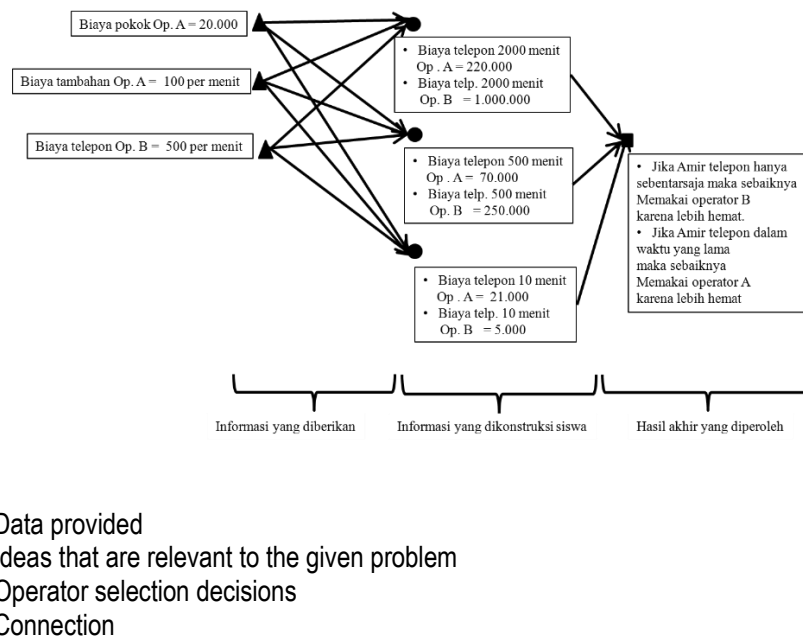 Biaya pokok Op. A = 20.000
Biaya tambahan Op. A = 100 per menit
Biaya telepon Op. B = 500 per menit
• Biaya telepon 2000 menit
Op . A = 220.000
• Biaya telp. 2000 menit
Op. B = 1.000.000
• Biaya telepon 500 menit
Op . A = 70.000
• Biaya telp. 500 menit
Op. B = 250.000
• Biaya telepon 10 menit
Op . A = 21.000
• Biaya telp. 10 menit
Op. B = 5.000
• Jika Amir telepon hanya
sebentarsaja maka sebaiknya
Memakai operator B
karena lebih hemat.
• Jika Amir telepon dalam
waktu yang lama
maka sebaiknya
Memakai operator A
karena lebih hemat
Informasi yang diberikan
Informasi yang dikonstruksi siswa
Hasil akhir yang diperoleh
Data provided
deas that are relevant to the given problem
Operator selection decisions
Connection